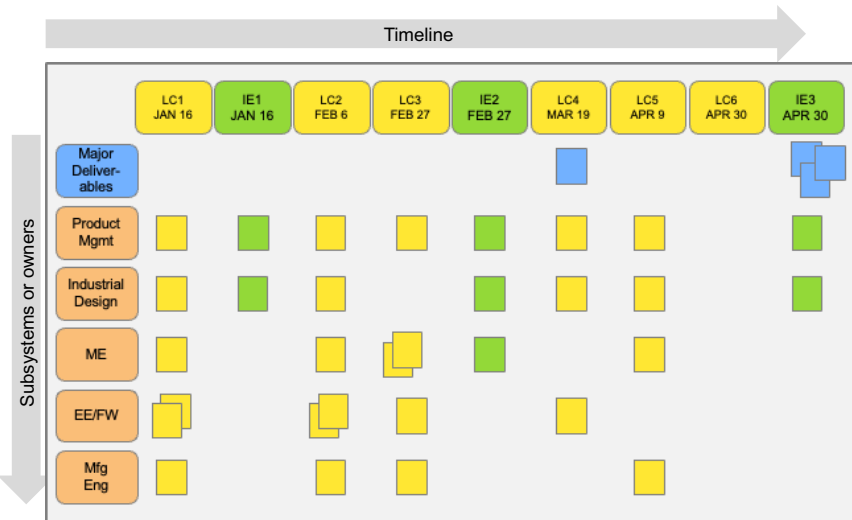 Timeline
LC1
JAN 16
IE1
JAN 16
LC2
FEB 6
LC3
FEB 27
IE2
FEB 27
LC4
MAR 19
LC5
APR 9
LC6
APR 30
IE3
APR 30
Subsystems or owners
Major
Deliver-
ables
Product
Mgmt
Industrial
Design
ME
EE/FW
Mfg
Eng